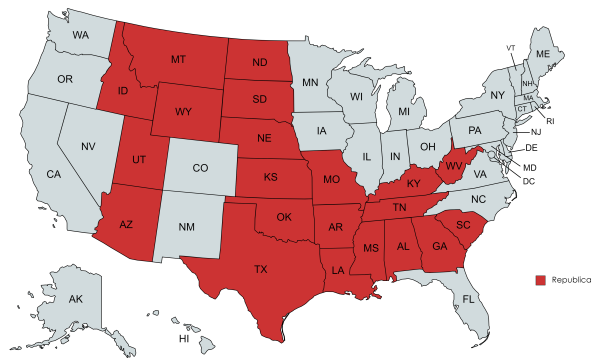 WA
MT
ND
MN
ME
VT
NH
OR
ID
SD
WI
MI
NY
MA
CT
RI
WY
IA
NE
PA
NJ
NV
UT
CO
IL
IN
OH
DE
MD
DC
CA
KS
MO
KY
WV
VA
NC
AZ
NM
OK
AR
TN
SC
TX
LA
MS
AL
GA
FL
AK
HI
Republica